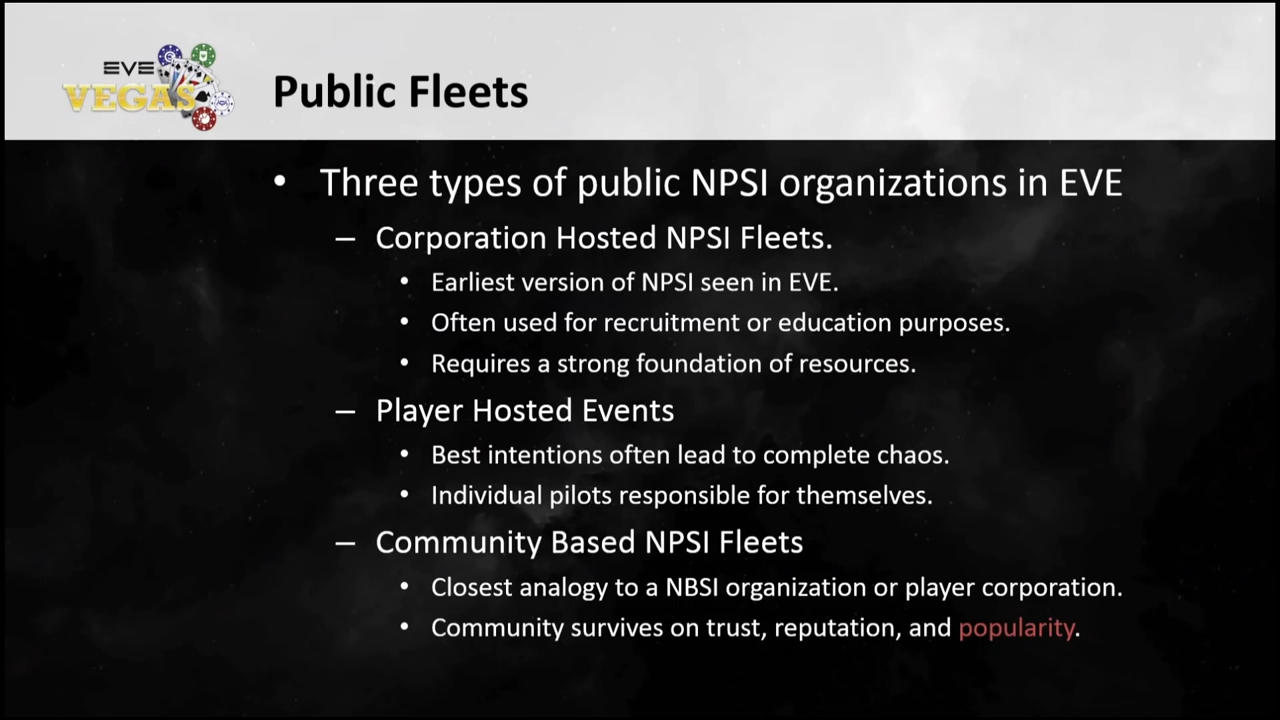 EVE
VEGAS
Public Fleets
• Three types of public NPSI organizations in EVE
– Corporation Hosted NPSI Fleets.
• Earliest version of NPSI seen in EVE.
• Often used for recruitment or education purposes.
• Requires a strong foundation of resources.
– Player Hosted Events
• Best intentions often lead to complete chaos.
• Individual pilots responsible for themselves.
– Community Based NPSI Fleets
• Closest analogy to a NBSI organization or player corporation.
• Community survives on trust, reputation, and popularity.